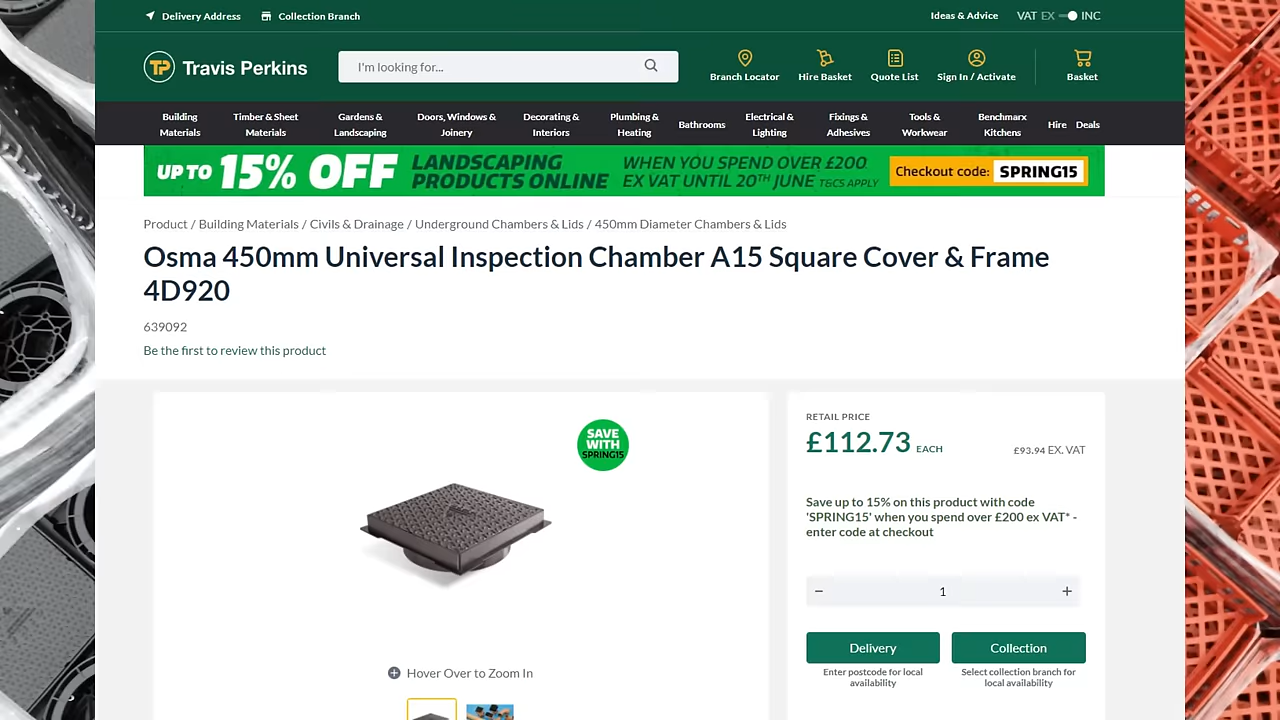 Delivery Address
Collection Branch
Ideas & Advice
VAT EX INC
TP Travis Perkins
I'm looking for...
Branch Locator
Hire Basket
Quote List
Sign In / Activate
Basket
Building Materials
Timber & Sheet Materials
Gardens & Landscaping
Doors, Windows & Joinery
Decorating & Interiors
Plumbing & Heating
Bathrooms
Electrical & Lighting
Fixings & Adhesives
Tools & Workwear
Benchmarx Kitchens
Hire
Deals
UP TO 15% OFF
LANDSCAPING
PRODUCTS ONLINE
WHEN YOU SPEND OVER £200
EX VAT UNTIL 20TH JUNE T&CS APPLY
Checkout code: SPRING15
Product / Building Materials / Civils & Drainage / Underground Chambers & Lids / 450mm Diameter Chambers & Lids
Osma 450mm Universal Inspection Chamber A15 Square Cover & Frame
4D920
639092
Be the first to review this product
SAVE
WITH
SPRING15
Hover Over to Zoom In
RETAIL PRICE
£112.73 EACH
£93.94 EX. VAT
Save up to 15% on this product with code
'SPRING15' when you spend over £200 ex VAT* -
enter code at checkout
− 1 +
Delivery
Enter postcode for local
availability
Collection
Select collection branch for
local availability